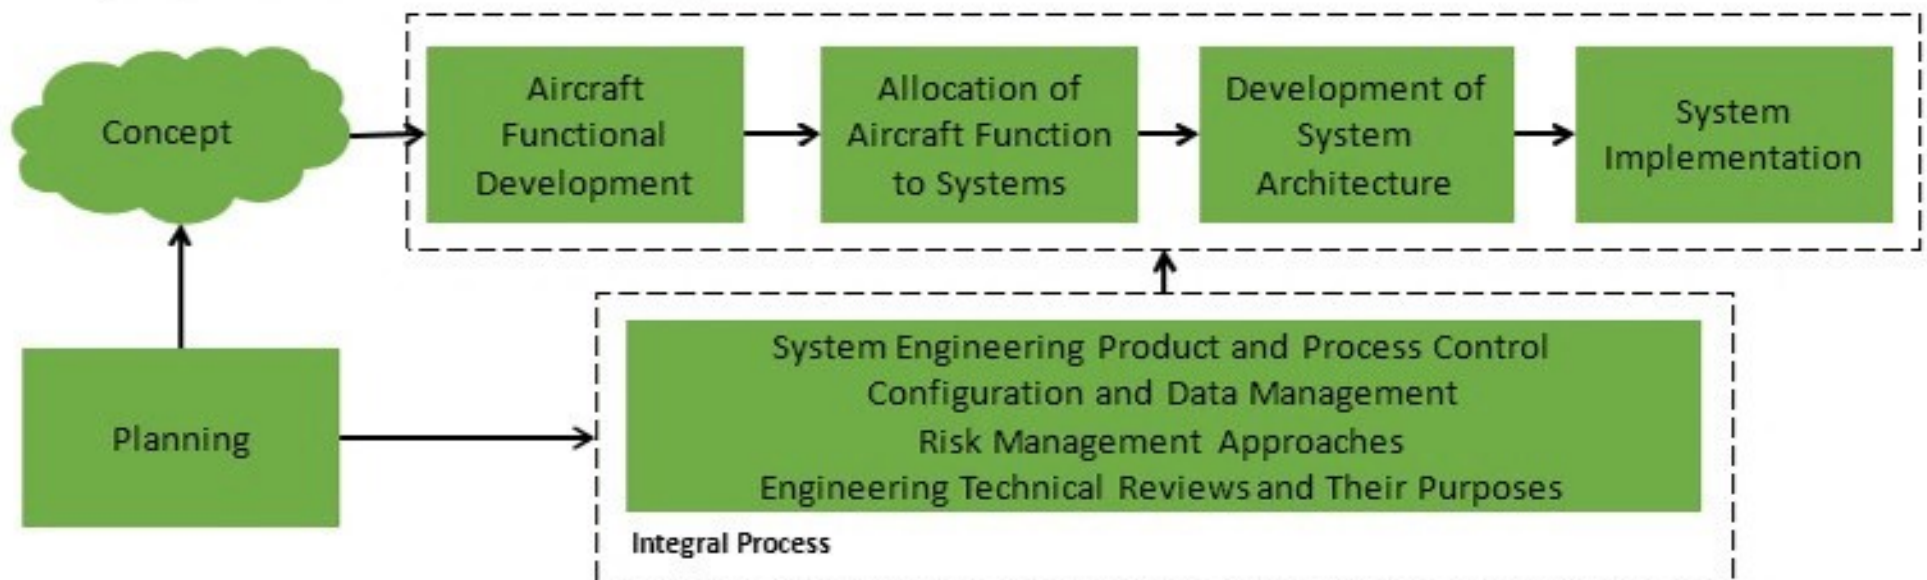 Concept
Aircraft
Functional
Development
Allocation of
Aircraft Function
to Systems
Development of
System
Architecture
System
Implementation
Planning
System Engineering Product and Process Control
Configuration and Data Management
Risk Management Approaches
Engineering Technical Reviews and Their Purposes
Integral Process